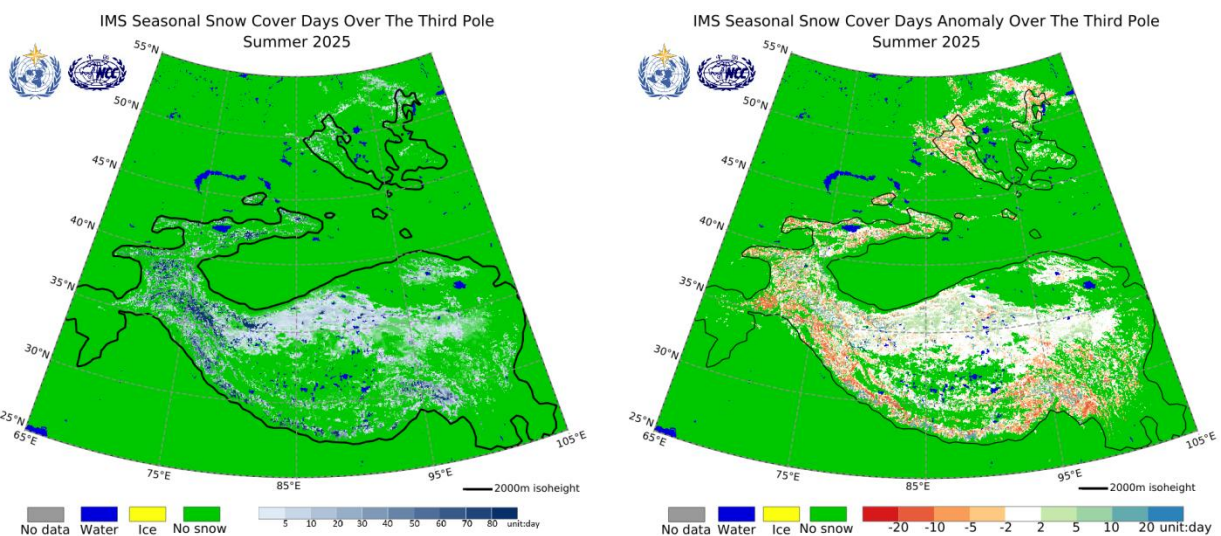 IMS Seasonal Snow Cover Days Over The Third Pole
Summer 2025
55°N
50°N
45°N
40°N
35°N
30°N
25°N
65°E
75°E
85°E
95°E
105°E
NCC
2000m isoheight
No data
Water
Ice
No snow
5 10 20 30 40 50 60 70 80 unit:day
IMS Seasonal Snow Cover Days Anomaly Over The Third Pole
Summer 2025
55°N
50°N
45°N
40°N
35°N
30°N
25°N
65°E
75°E
85°E
95°E
105°E
NCC
2000m isoheight
No data
Water
Ice
No snow
-20 -10 -5 -2 2 5 10 20 unit:day